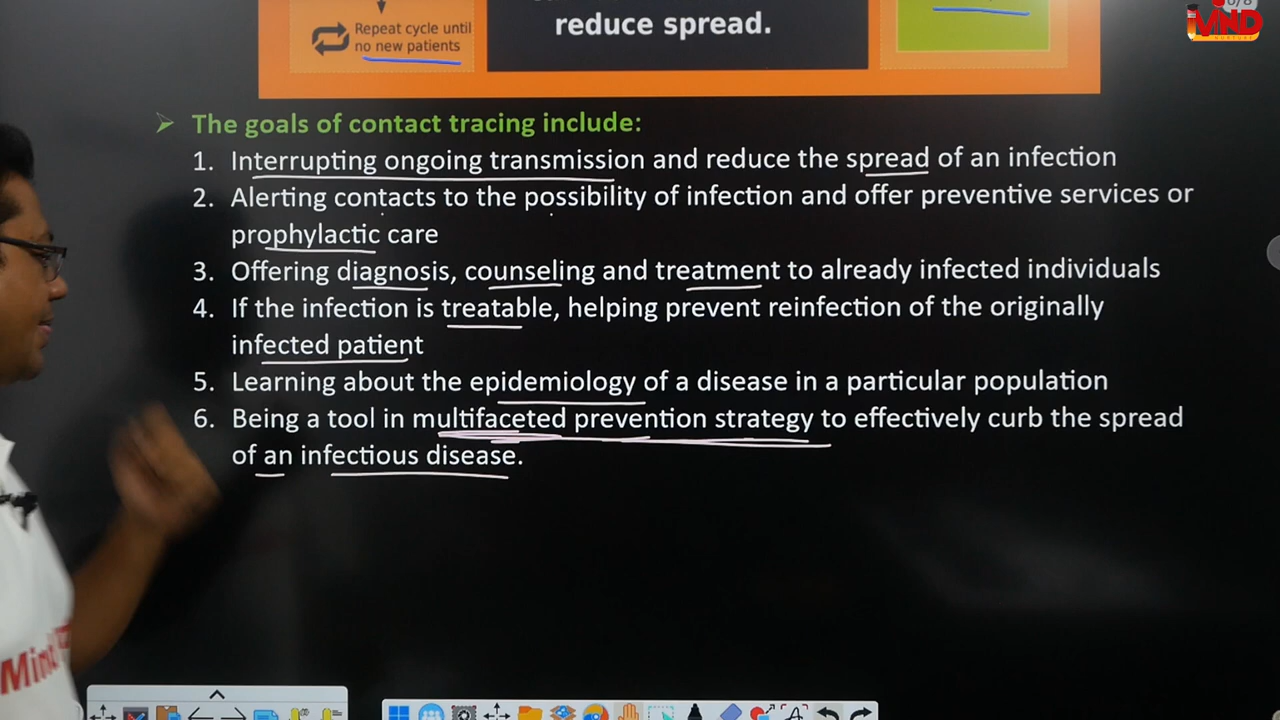 Repeat cycle until
no new patients
reduce spread.
MND
The goals of contact tracing include:
1. Interrupting ongoing transmission and reduce the spread of an infection
2. Alerting contacts to the possibility of infection and offer preventive services or
prophylactic care
3. Offering diagnosis, counseling and treatment to already infected individuals
4. If the infection is treatable, helping prevent reinfection of the originally
infected patient
5. Learning about the epidemiology of a disease in a particular population
6. Being a tool in multifaceted prevention strategy to effectively curb the spread
of an infectious disease.
Mind